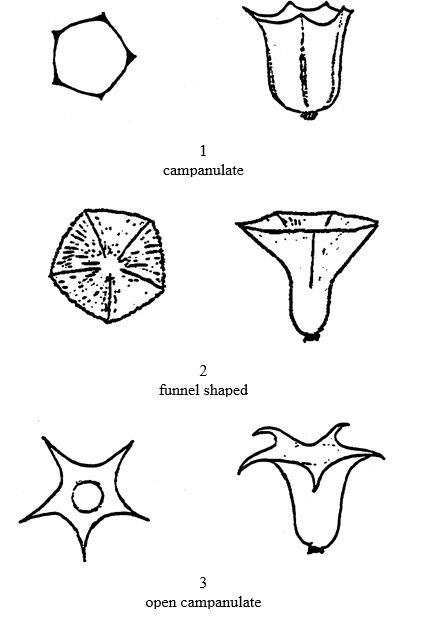 1
campanulate
2
funnel shaped
3
open campanulate